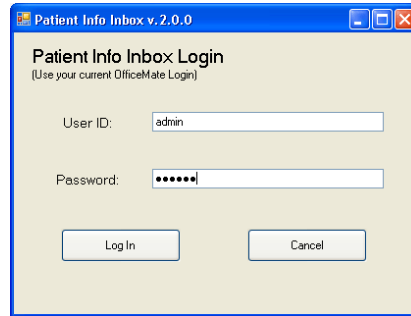 Patient Info Inbox v.2.0.0
Patient Info Inbox Login
(Use your current OfficeMate Login)
User ID: admin
Password: ●●●●●●
Log In Cancel